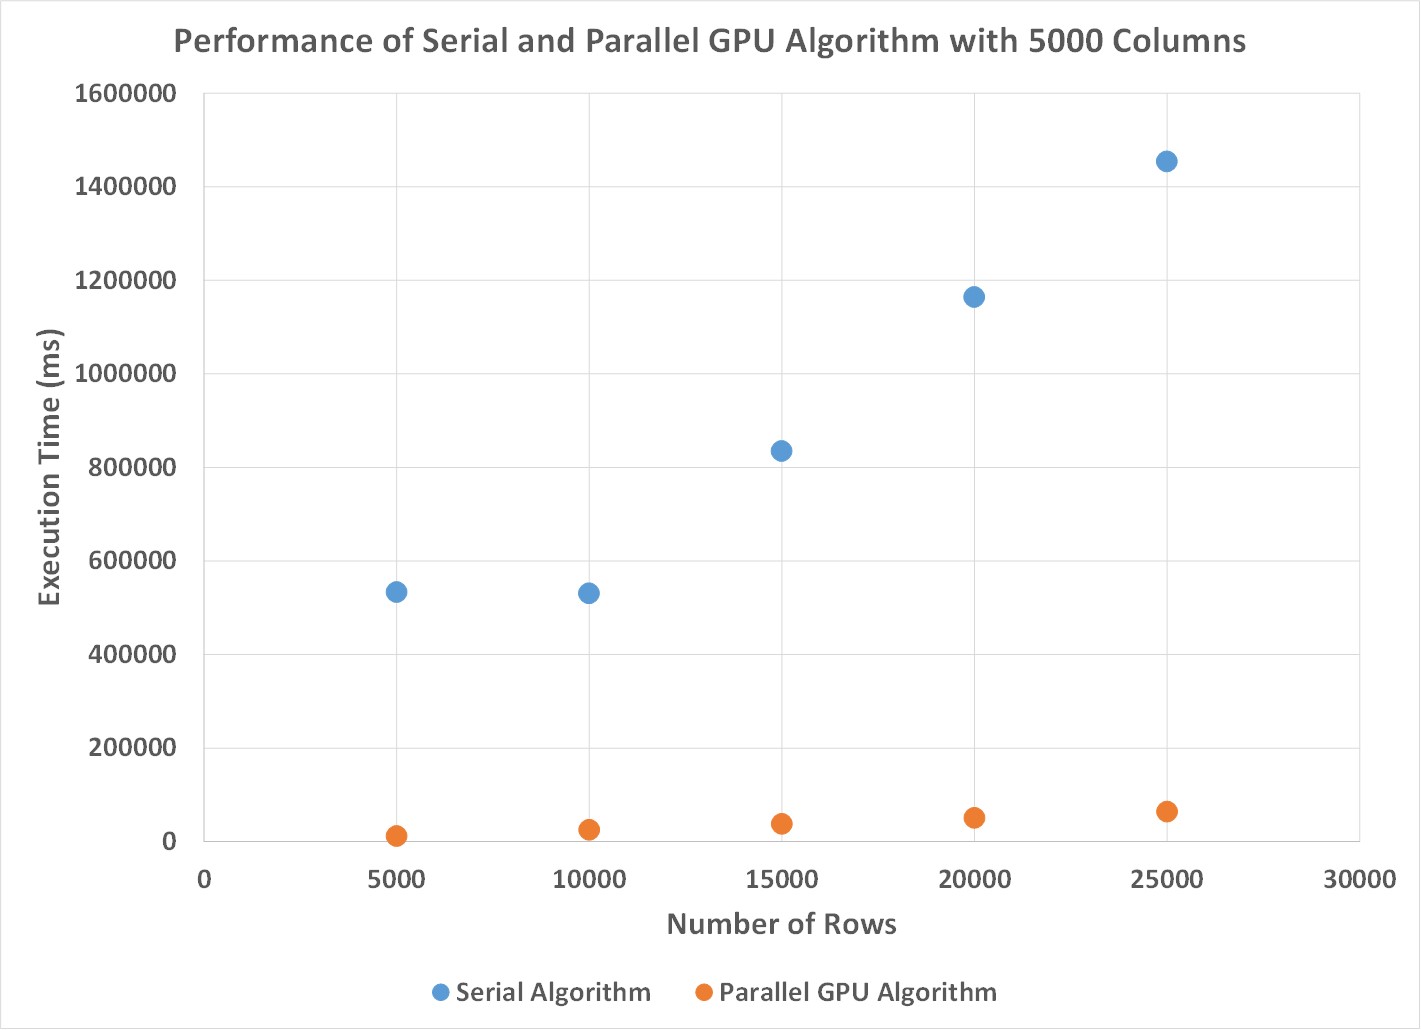 Performance of Serial and Parallel GPU Algorithm with 5000 Columns
1600000
1400000
1200000
1000000
800000
600000
400000
200000
0
Execution Time (ms)
0 5000 10000 15000 20000 25000 30000
Number of Rows
Serial Algorithm Parallel GPU Algorithm